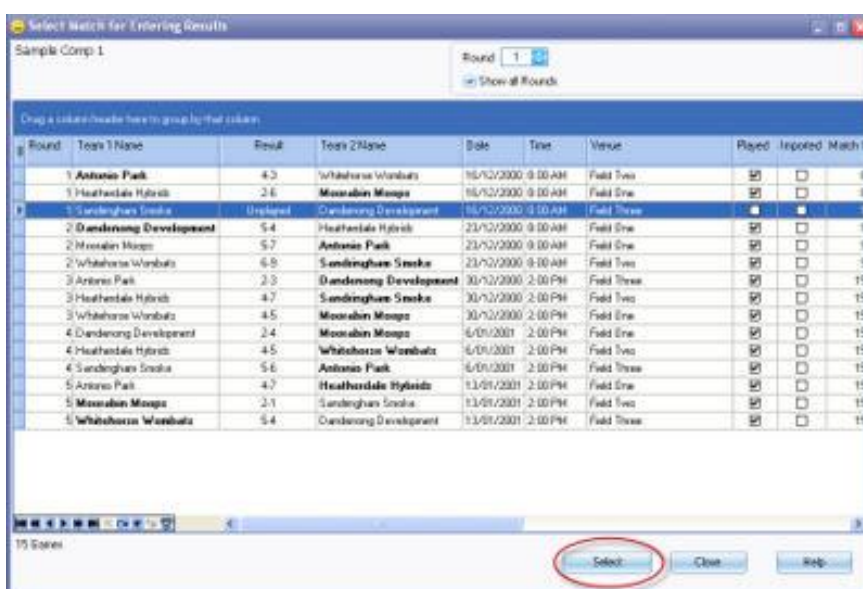 Select Match for Entering Results
Sample Comp 1
Round 1
Show all Rounds
Drag a column header here to group by that column
Round Team 1 Name Result Team 2 Name Date Time Venue Played Imported Match
1 Antonio Park 4-3 Whitehorse Wombats 16/12/2000 8:00 AM Field Two
1 Heatherdale Hybrids 2-6 Moorabin Moops 16/12/2000 8:00 AM Field One
1 Sandringham Smoke Unplayed Dandenong Development 16/12/2000 8:00 AM Field Three
2 Dandenong Development 5-4 Heatherdale Hybrids 23/12/2000 8:00 AM Field One
2 Moorabin Moops 5-7 Antonio Park 23/12/2000 8:00 AM Field One
2 Whitehorse Wombats 6-8 Sandringham Smoke 23/12/2000 8:00 AM Field Two
3 Antonio Park 2-3 Dandenong Development 30/12/2000 2:00 PM Field Three
3 Heatherdale Hybrids 4-7 Sandringham Smoke 30/12/2000 2:00 PM Field Two
3 Whitehorse Wombats 4-5 Moorabin Moops 30/12/2000 2:00 PM Field One
4 Dandenong Development 2-4 Moorabin Moops 6/01/2001 2:00 PM Field One
4 Heatherdale Hybrids 4-5 Whitehorse Wombats 6/01/2001 2:00 PM Field Two
4 Sandringham Smoke 5-6 Antonio Park 6/01/2001 2:00 PM Field Three
5 Antonio Park 4-7 Heatherdale Hybrids 13/01/2001 2:00 PM Field One
5 Moorabin Moops 2-1 Sandringham Smoke 13/01/2001 2:00 PM Field Two
5 Whitehorse Wombats 5-4 Dandenong Development 13/01/2001 2:00 PM Field Three
15 Games
Select Close Help